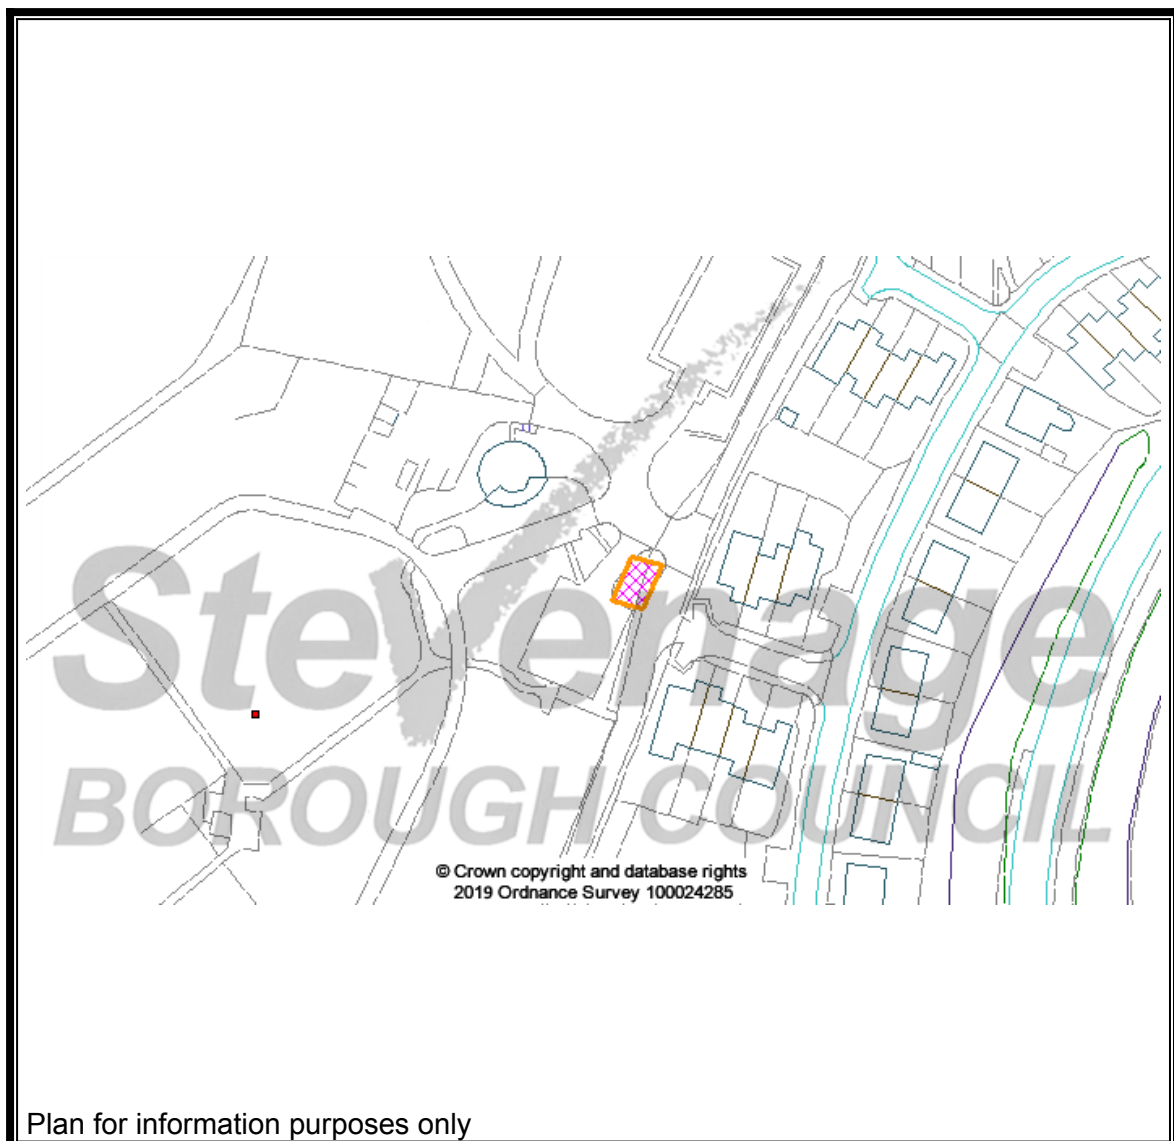 Stevenage
BOROUGH COUNCIL
© Crown copyright and database rights
2019 Ordnance Survey 100024285
Plan for information purposes only